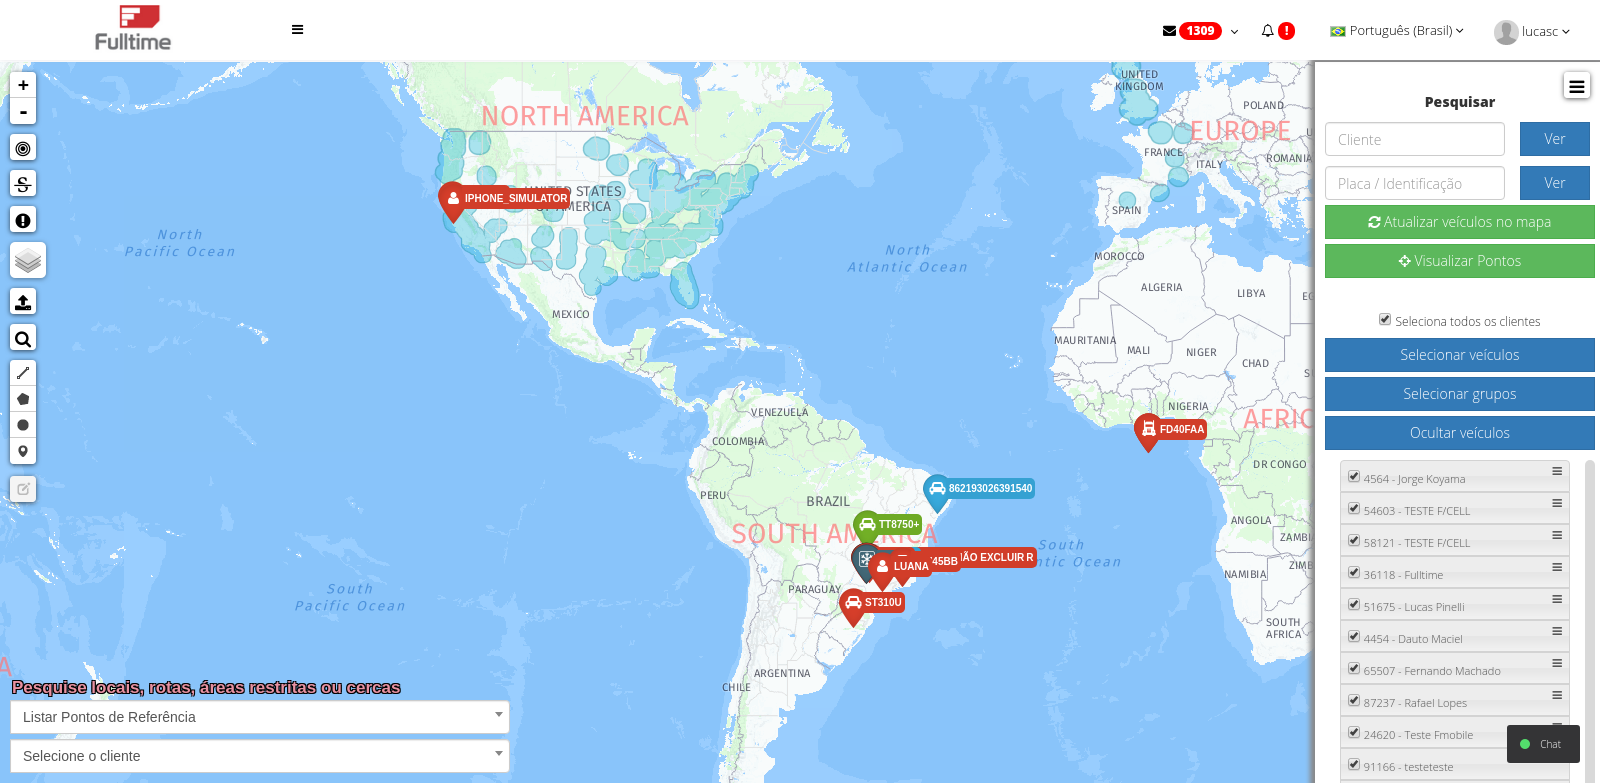 Fulltime
1309
!
Português (Brasil)
lucasc
+
-
Pesquisar
Cliente
Ver
Placa / Identificação
Ver
Atualizar veículos no mapa
Visualizar Pontos
Seleciona todos os clientes
Selecionar veículos
Selecionar grupos
Ocultar veículos
4564 - Jorge Koyama
54603 - TESTE F/CELL
58121 - TESTE F/CELL
36118 - Fulltime
51675 - Lucas Pinelli
4454 - Dauto Maciel
65507 - Fernando Machado
87237 - Rafael Lopes
24620 - Teste Fmobile
91166 - testeteste
Chat
NORTH AMERICA
UNITED
KINGDOM
POLAND
EUROPE
FRANCE
ITALY
ROMANIA
SPAIN
STATES
AMERICA
IPHONE_SIMULATOR
North
Pacific Ocean
North
Atlantic Ocean
MEXICO
MOROCCO
ALGERIA
LIBYA
MAURITANIA
MALI
NIGER
CHAD
NIGERIA
AFRIC
FD40FAA
VENEZUELA
COLOMBIA
DR CONGO
PERU
BRAZIL
862193026391540
TT8750+
SOUTH AMERICA
ANGOLA
ZAMBI
ZIMB
NAMIBIA
SOUTH
AFRICA
South
Atlantic Ocean
ÃO EXCLUIR R
45BB
LUANA
PARAGUAY
ST310U
ARGENTINA
CHILE
South
Pacific Ocean
A
Pesquise locais, rotas, áreas restritas ou cercas
Listar Pontos de Referência
Selecione o cliente